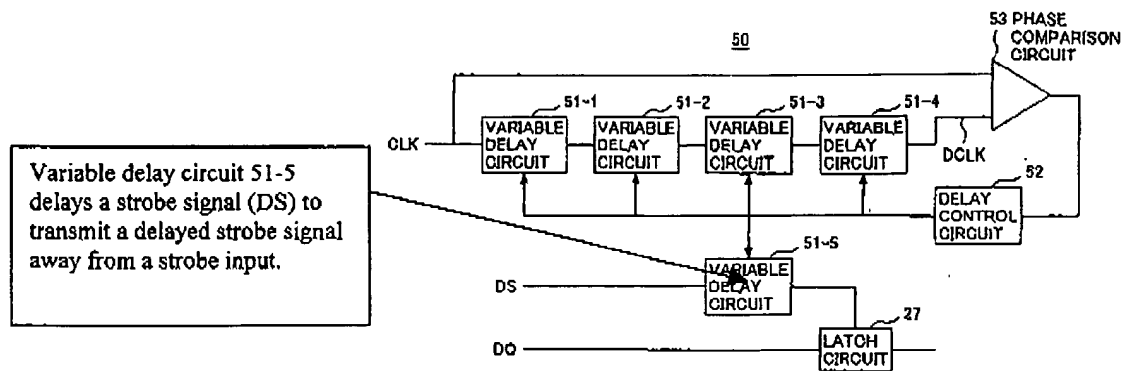 50
53 PHASE
COMPARISON
CIRCUIT
51-1
51-2
51-3
51-4
CLK
VARIABLE
DELAY
CIRCUIT
VARIABLE
DELAY
CIRCUIT
VARIABLE
DELAY
CIRCUIT
VARIABLE
DELAY
CIRCUIT
DCLK
52
DELAY
CONTROL
CIRCUIT
Variable delay circuit 51-5
delays a strobe signal (DS) to
transmit a delayed strobe signal
away from a strobe input.
51-5
DS
VARIABLE
DELAY
CIRCUIT
27
DQ
LATCH
CIRCUIT